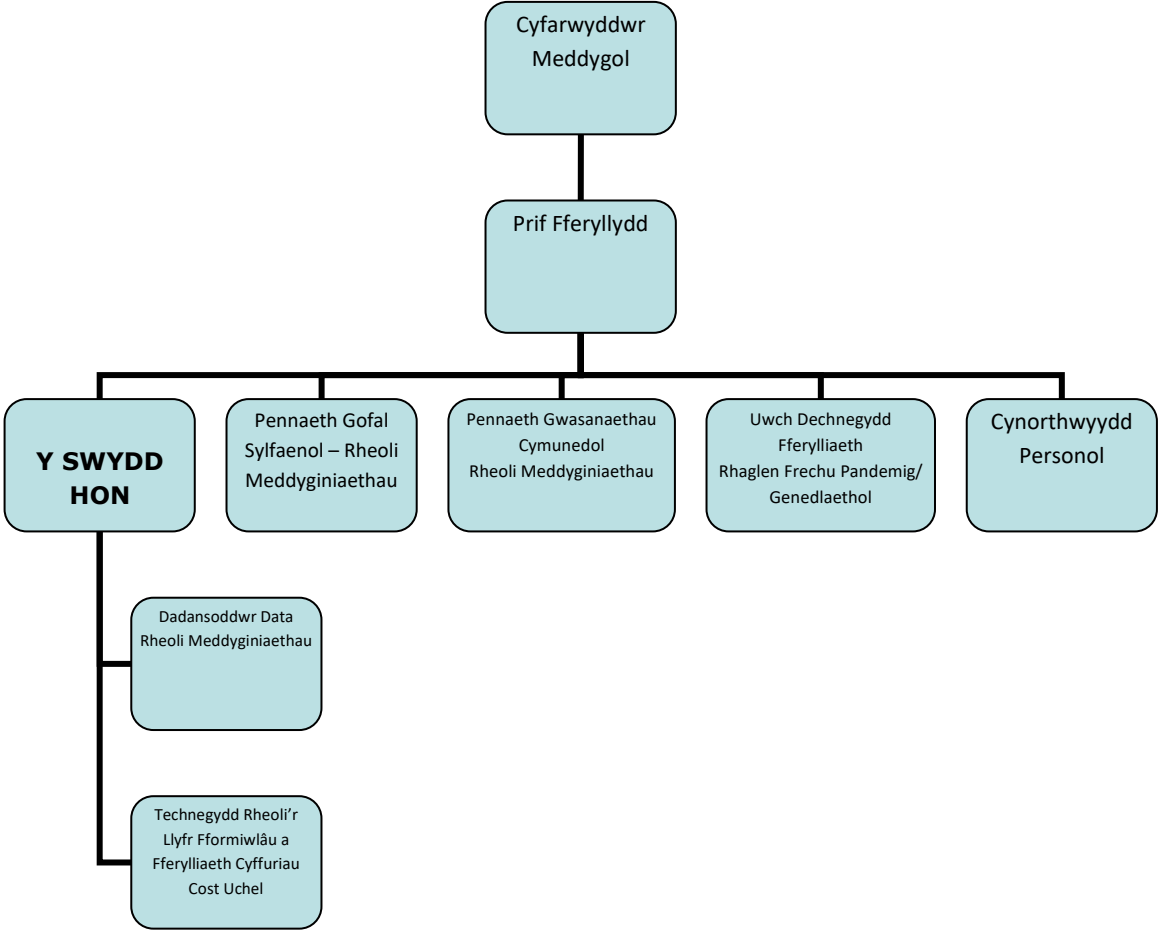 Cyfarwyddwr
Meddygol
Prif Fferyllydd
Y SWYDD
HON
Pennaeth Gofal
Sylfaenol – Rheoli
Meddyginiaethau
Pennaeth Gwasanaethau
Cymunedol
Rheoli Meddyginiaethau
Uwch Dechnegydd
Fferylliaeth
Rhaglen Frechu Pandemig/
Genedlaethol
Cynorthwyydd
Personol
Dadansoddwr Data
Rheoli Meddyginiaethau
Technegydd Rheoli’r
Llyfr Fformiwlâu a
Fferylliaeth Cyffuriau
Cost Uchel